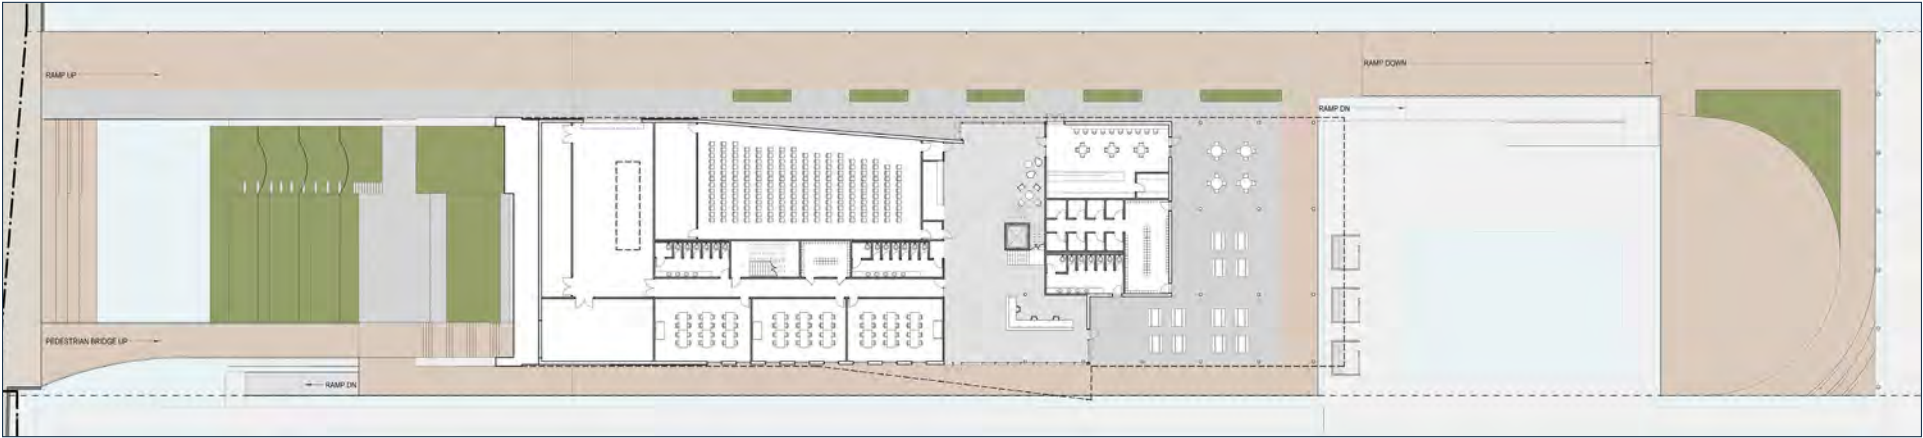 RAMP UP
RAMP DOWN
RAMP DN
PEDESTRIAN BRIDGE UP
RAMP DN